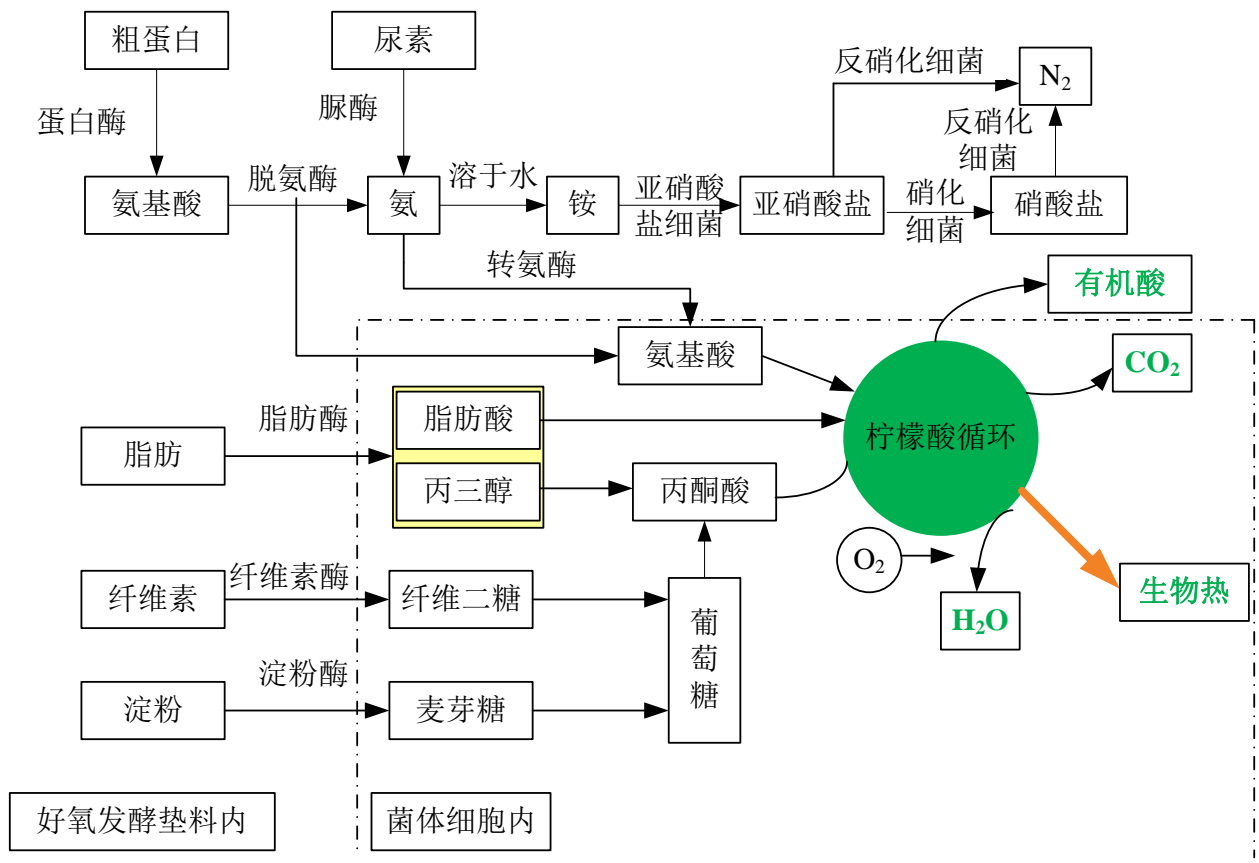 粗蛋白
尿素
反硝化细菌
N₂
蛋白酶
脲酶
反硝化
细菌
氨基酸
脱氨酶
氨
溶于水
铵
亚硝酸
盐细菌
亚硝酸盐
硝化
细菌
硝酸盐
转氨酶
有机酸
氨基酸
CO₂
脂肪
脂肪酶
脂肪酸
柠檬酸循环
丙三醇
丙酮酸
O₂
纤维素
纤维素酶
纤维二糖
葡萄糖
H₂O
生物热
淀粉
淀粉酶
麦芽糖
好氧发酵垫料内
菌体细胞内